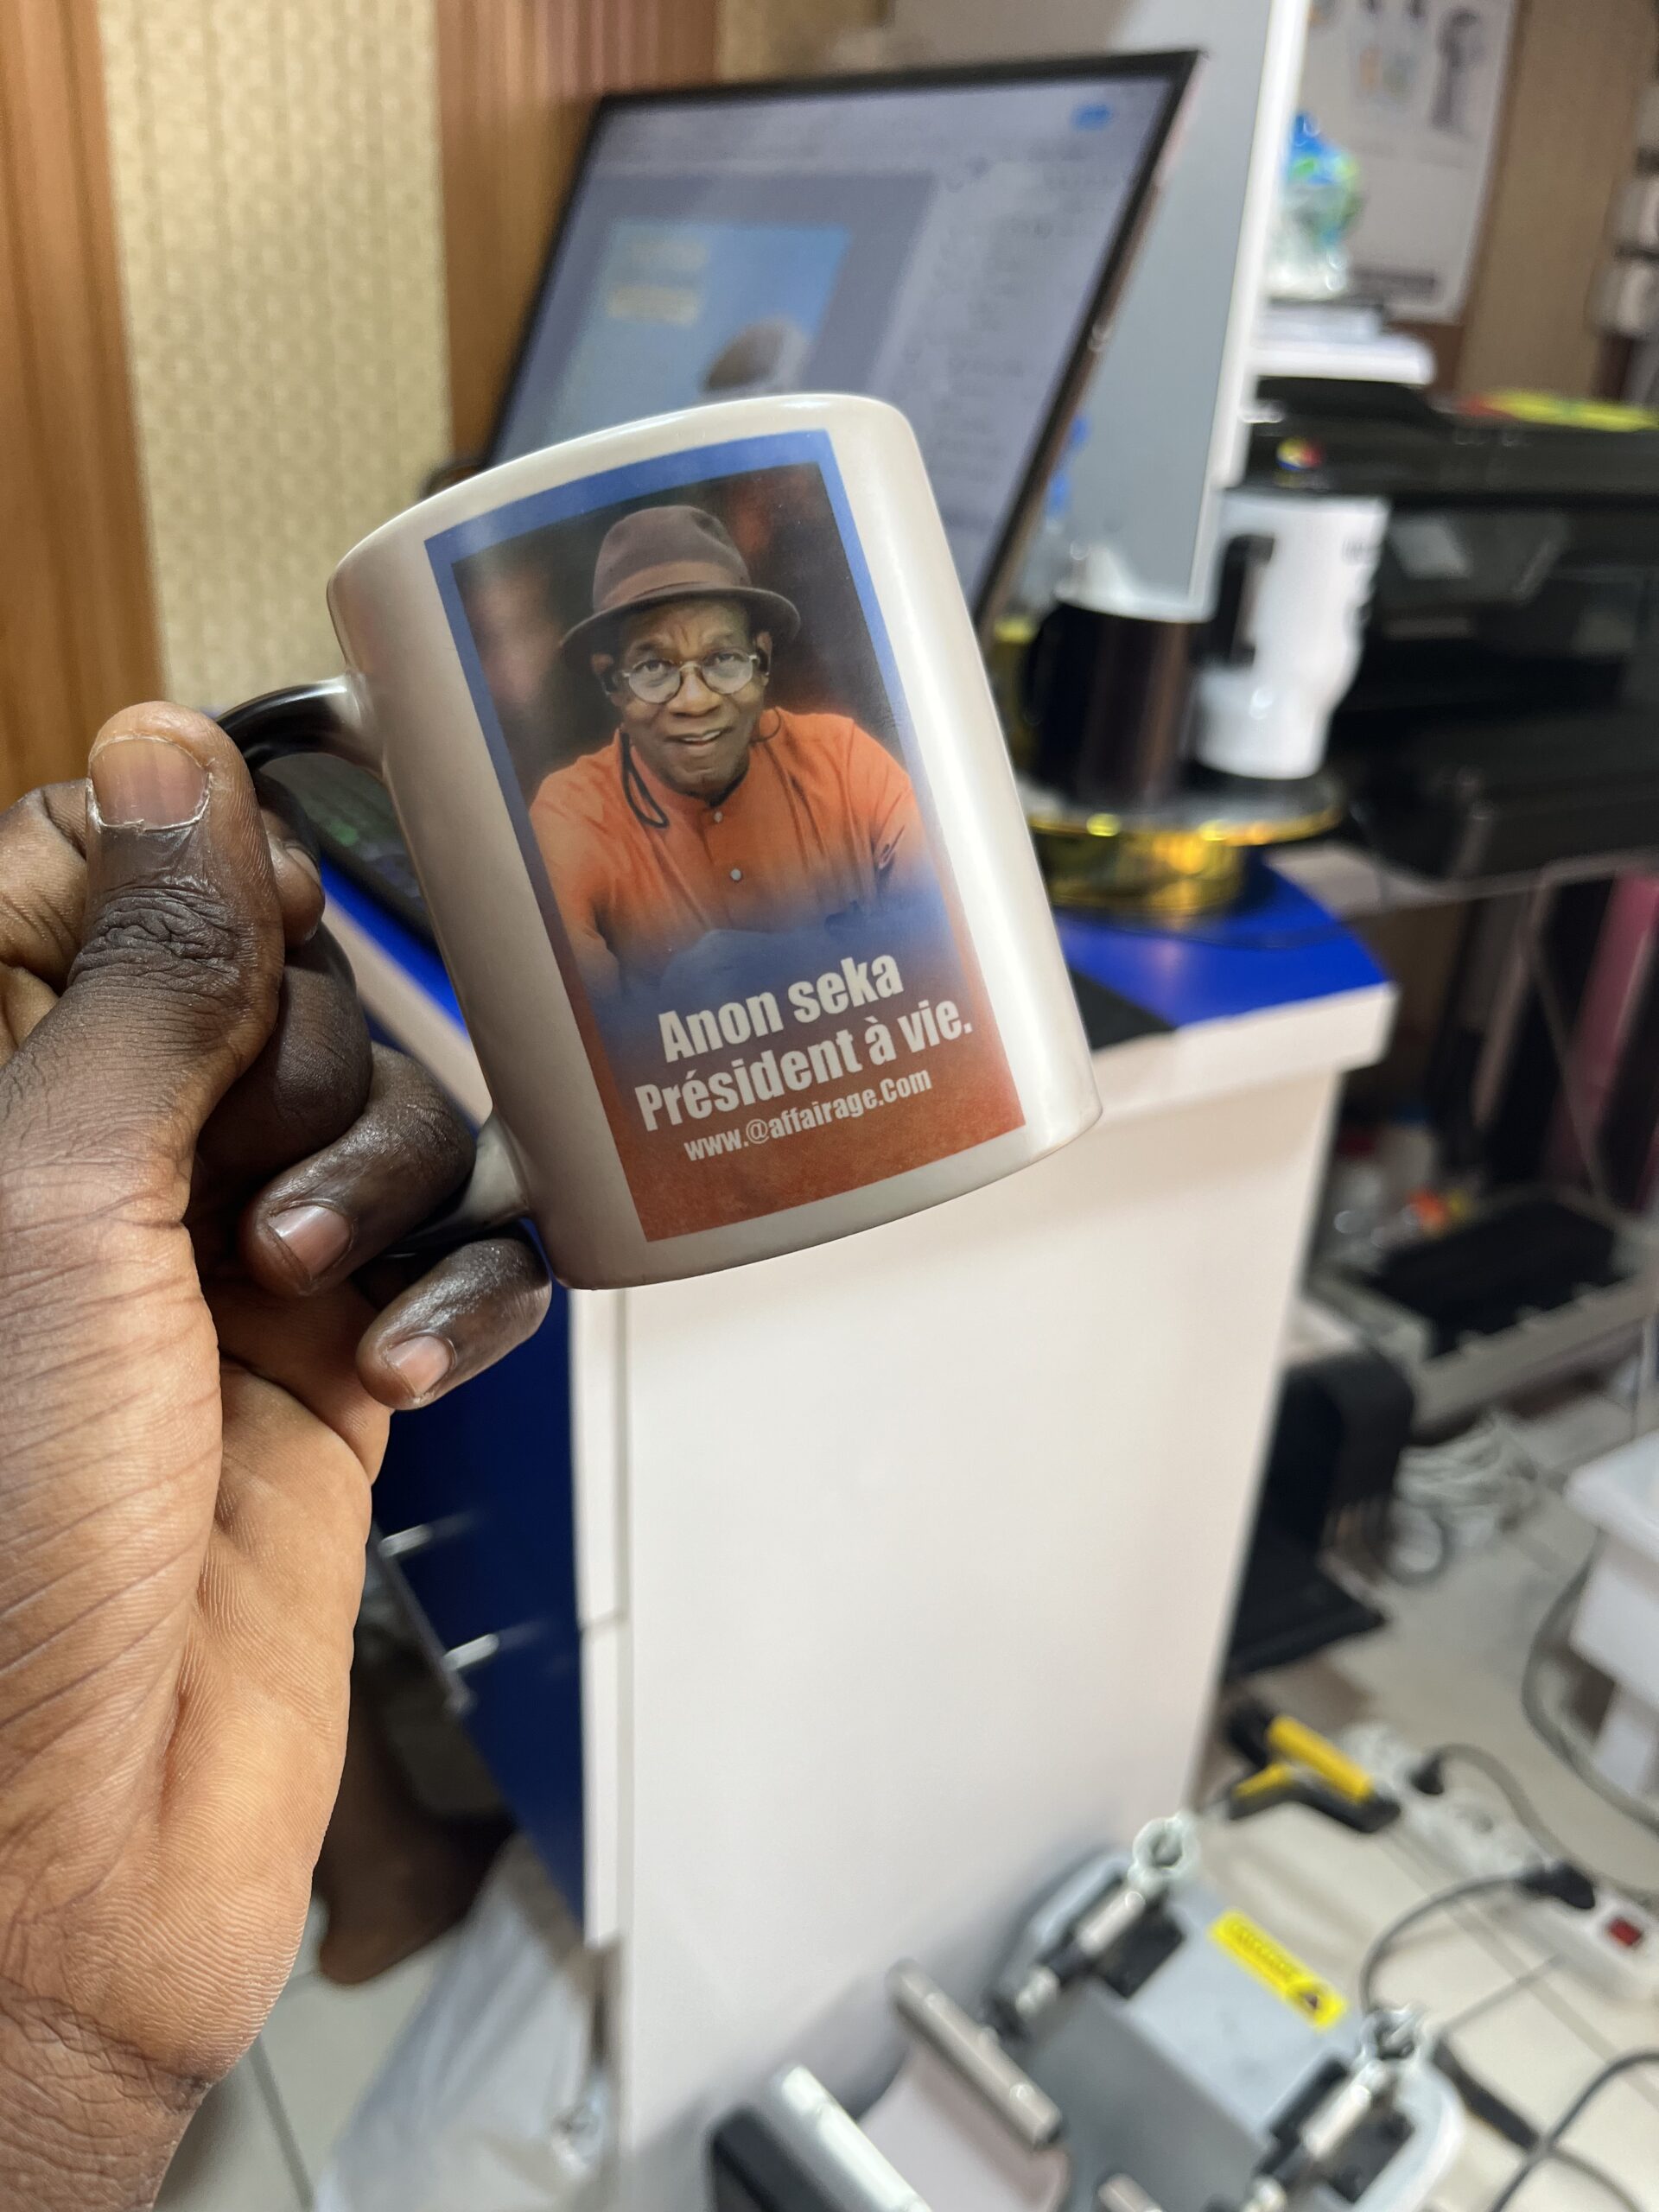 Anon seka
Président à vie.
www.@affairage.Com